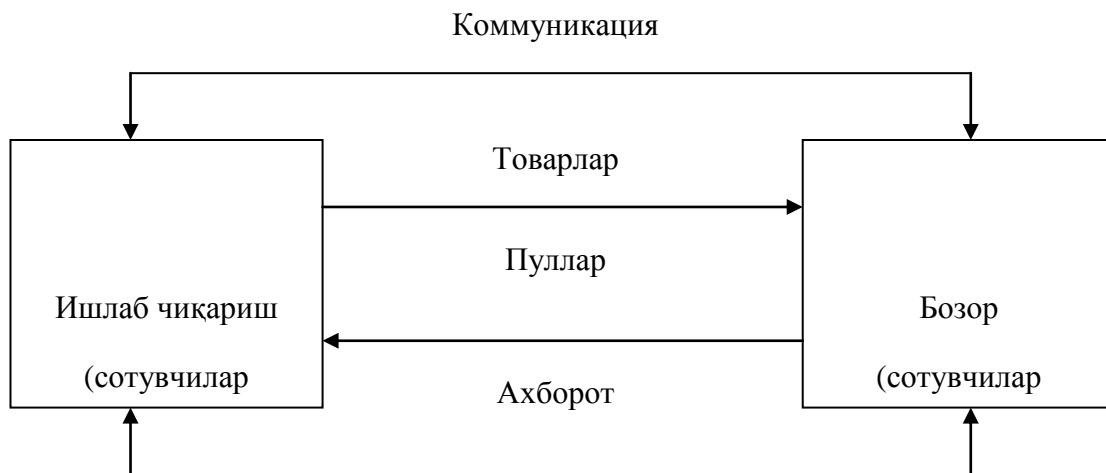 Коммуникация
Товарлар
Пуллар
Ишлаб чиқариш
(сотувчилар
Бозор
(сотувчилар
Ахборот